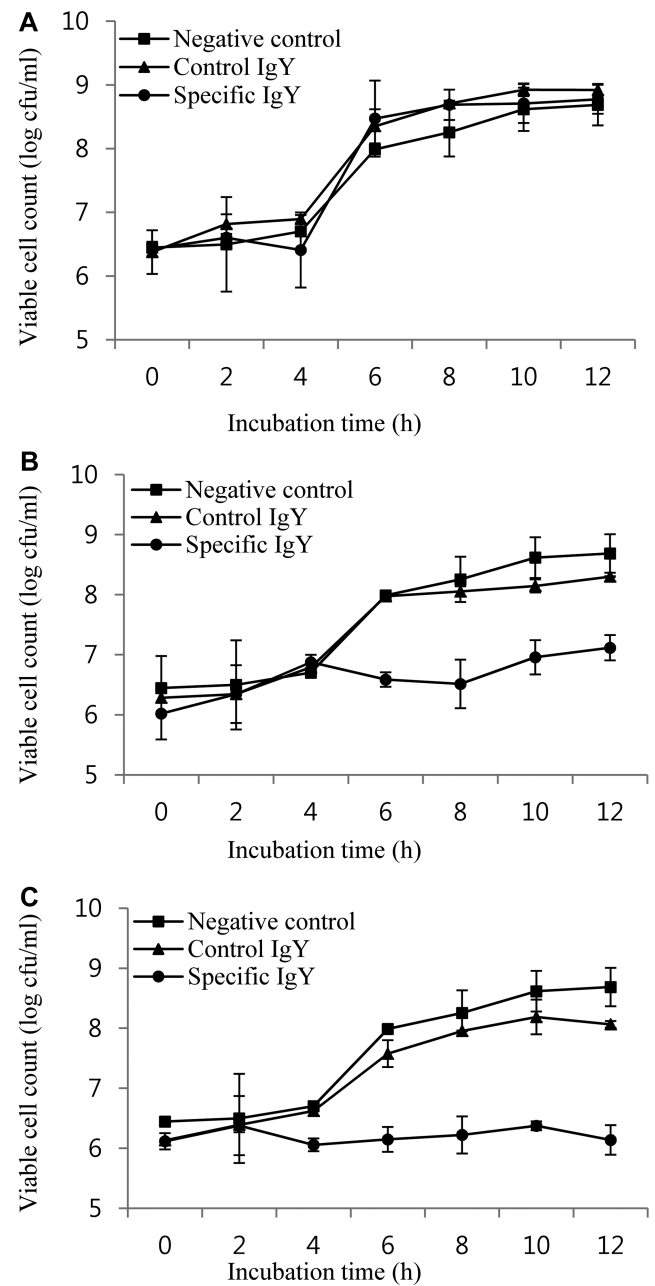 A
10
9
8
7
6
5
Viable cell count (log cfu/ml)
Negative control
Control IgY
Specific IgY
0 2 4 6 8 10 12
Incubation time (h)
B
10
9
8
7
6
5
Viable cell count (log cfu/ml)
Negative control
Control IgY
Specific IgY
0 2 4 6 8 10 12
Incubation time (h)
C
10
9
8
7
6
5
Viable cell count (log cfu/ml)
Negative control
Control IgY
Specific IgY
0 2 4 6 8 10 12
Incubation time (h)